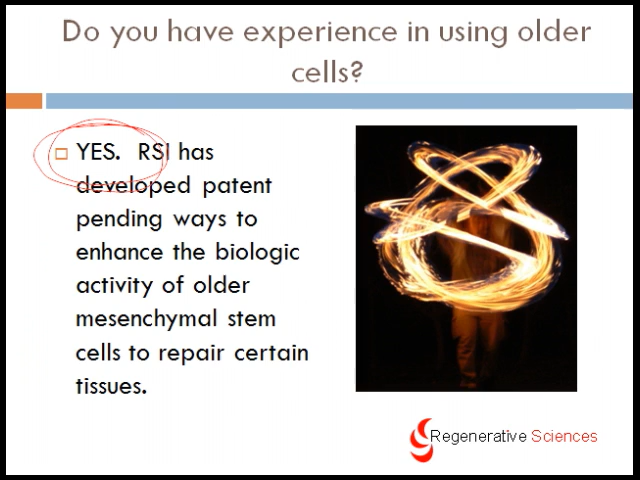 Do you have experience in using older
cells?
YES. RSI has
developed patent
pending ways to
enhance the biologic
activity of older
mesenchymal stem
cells to repair certain
tissues.
Regenerative Sciences